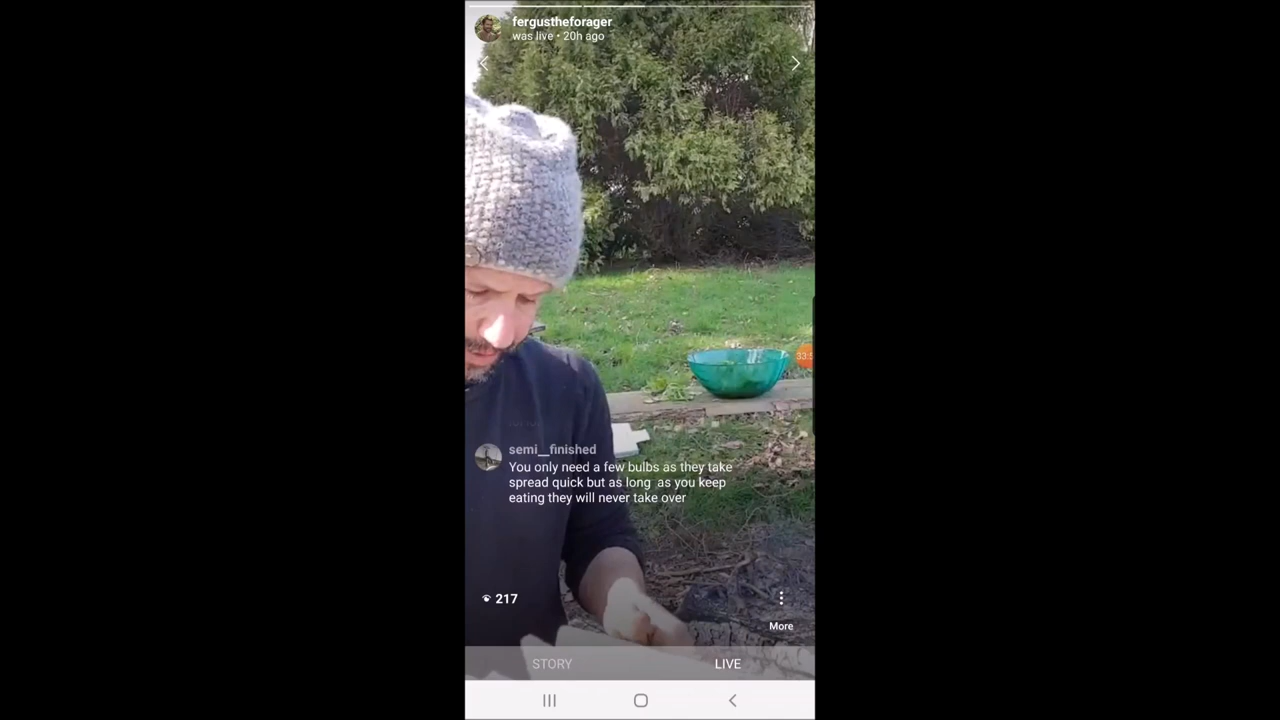 fergustheforager
was live • 20h ago
semi__finished
You only need a few bulbs as they take
spread quick but as long as you keep
eating they will never take over
217
More
STORY
LIVE